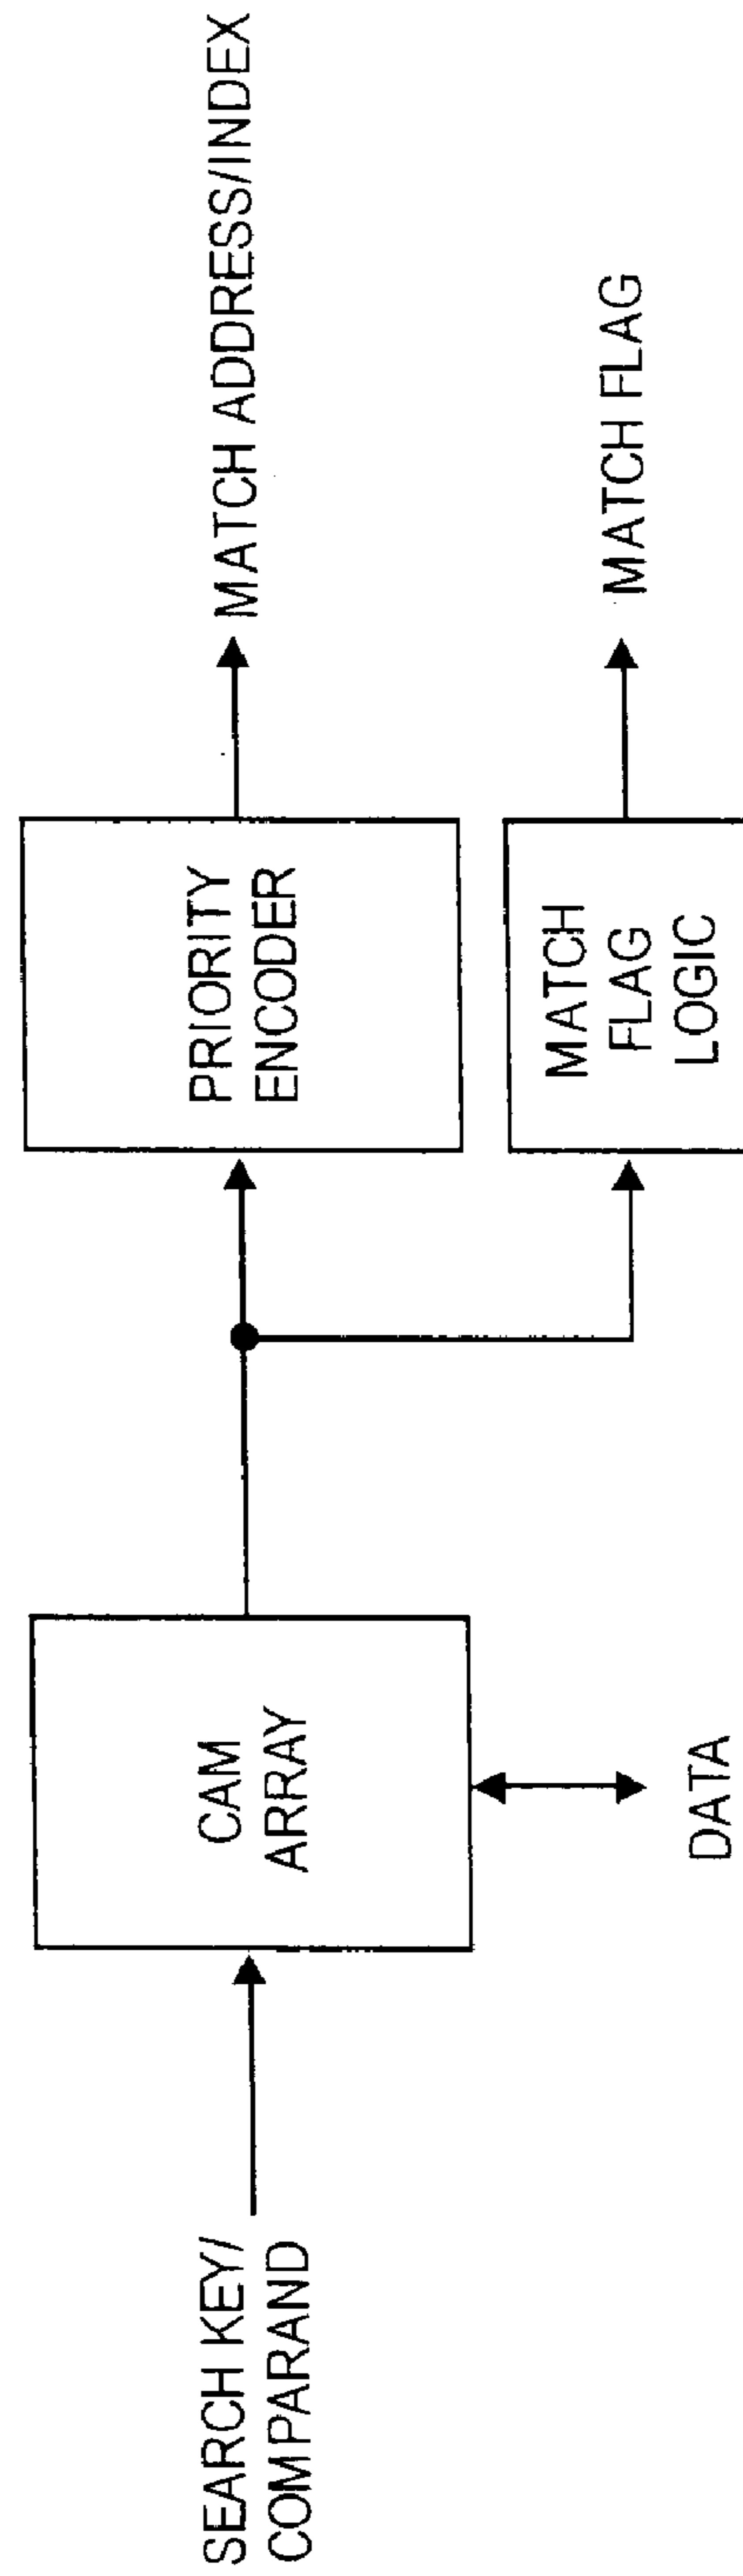 SEARCH KEY/
COMPARAND
CAM
ARRAY
DATA
PRIORITY
ENCODER
MATCH
FLAG
LOGIC
MATCH ADDRESS/INDEX
MATCH FLAG